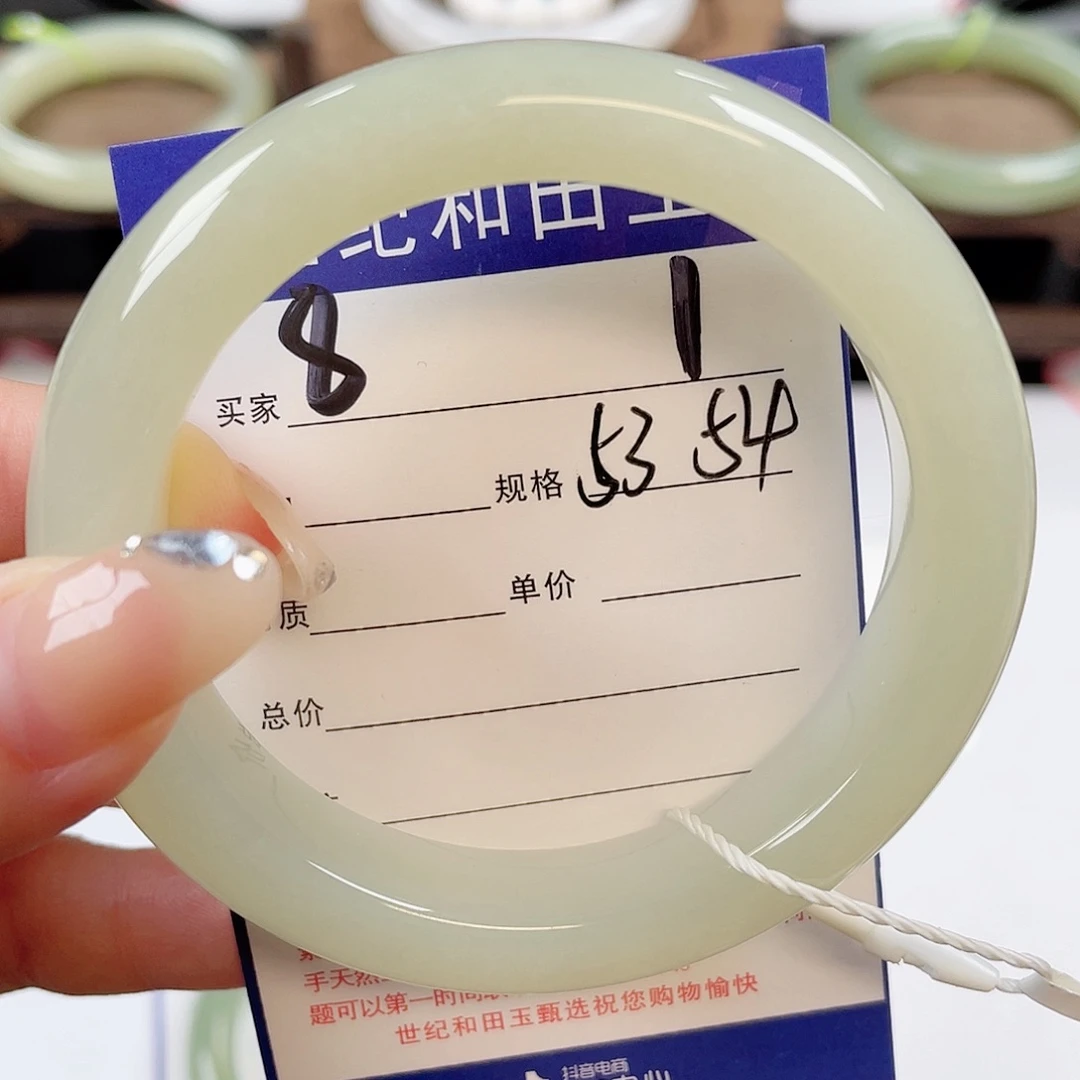 世纪和田玉
买家 8 1
规格 53 54
质 单价
总价
手天然
题可以第一时间联
世纪和田玉甄选祝您购物愉快
抖音电商